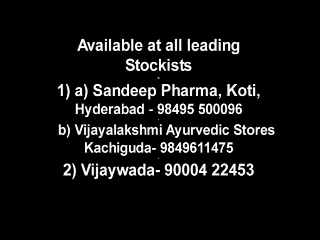 Available at all leading
Stockists
1) a) Sandeep Pharma, Koti,
Hyderabad - 98495 500096
b) Vijayalakshmi Ayurvedic Stores
Kachiguda- 9849611475
2) Vijaywada- 90004 22453